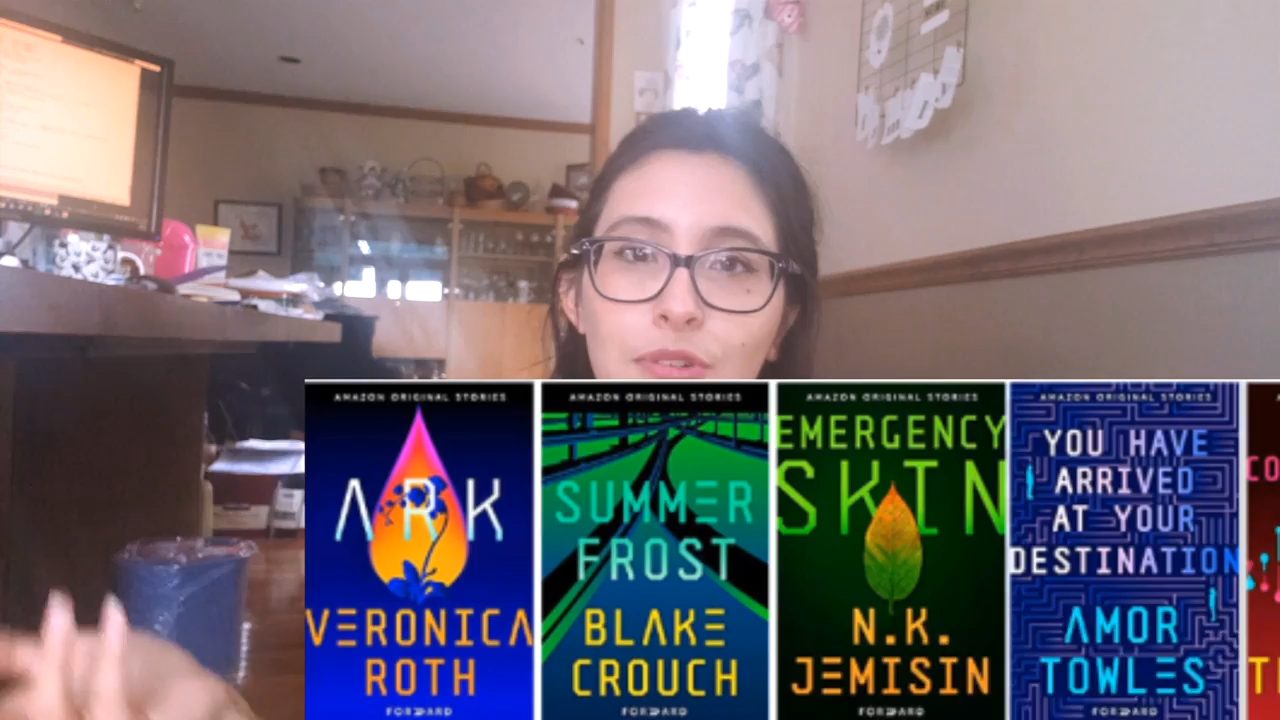 AMAZON ORIGINAL STORIES
ARK
VERONICA
ROTH
FORWARD
AMAZON ORIGINAL STORIES
SUMMER
FROST
BLAKE
CROUCH
FORWARD
AMAZON ORIGINAL STORIES
EMERGENCY
SKIN
N.K.
JEMISIN
FORWARD
AMAZON ORIGINAL STORIES
YOU HAVE
ARRIVED
AT YOUR
DESTINATION
AMOR
TOWLES
FORWARD